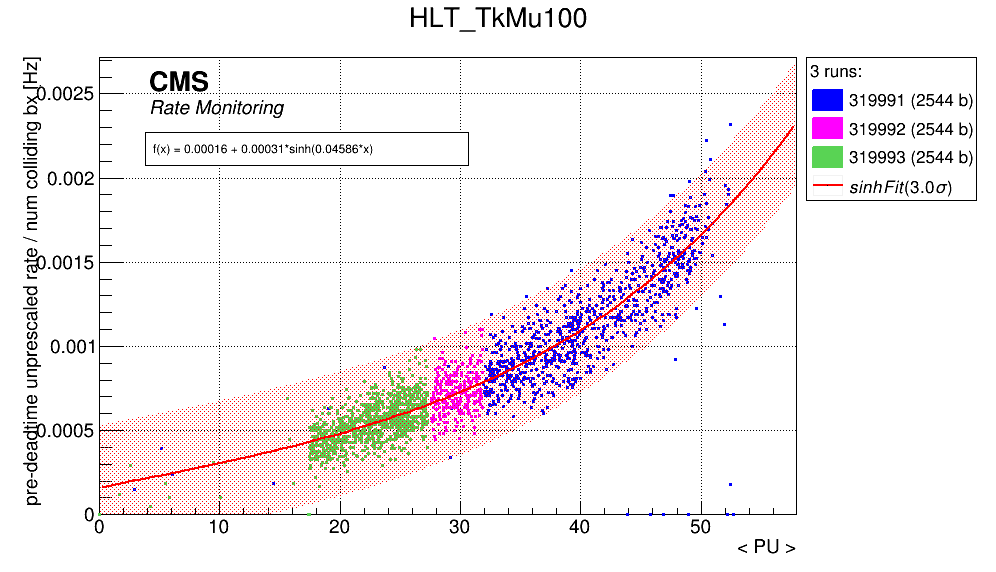 HLT_TkMu100
pre-deadtime unprescaled rate / num colliding bx [Hz]
0.0025
0.002
0.0015
0.001
0.0005
0
CMS
Rate Monitoring
f(x) = 0.00016 + 0.00031*sinh(0.04586*x)
0 10 20 30 40 50
< PU >
3 runs:
319991 (2544 b)
319992 (2544 b)
319993 (2544 b)
sinhFit(3.0σ)